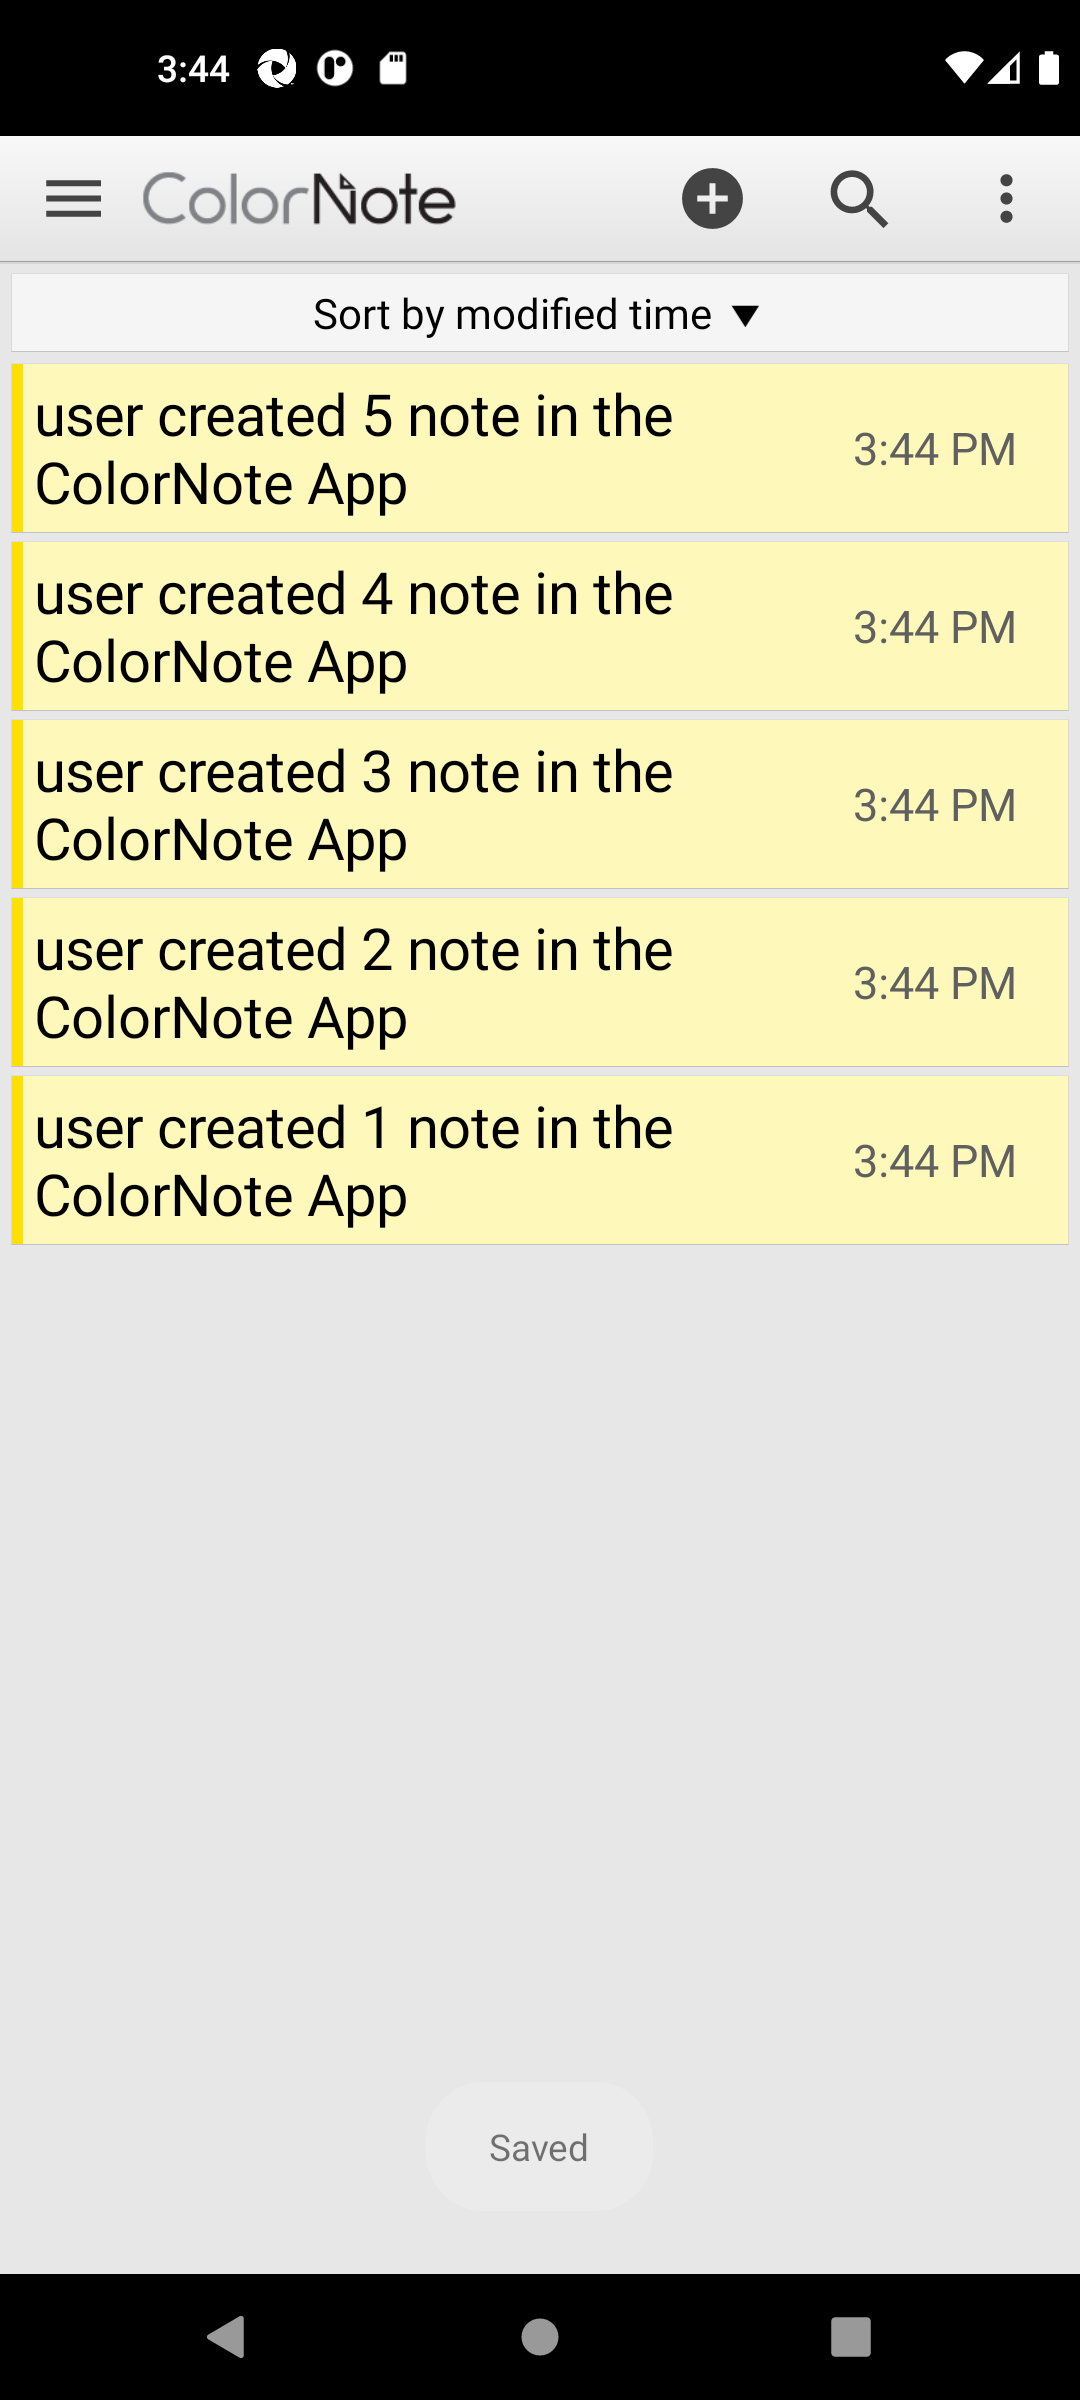 3:44
ColorNote
Sort by modified time ▼
user created 5 note in the
ColorNote App
3:44 PM
user created 4 note in the
ColorNote App
3:44 PM
user created 3 note in the
ColorNote App
3:44 PM
user created 2 note in the
ColorNote App
3:44 PM
user created 1 note in the
ColorNote App
3:44 PM
Saved